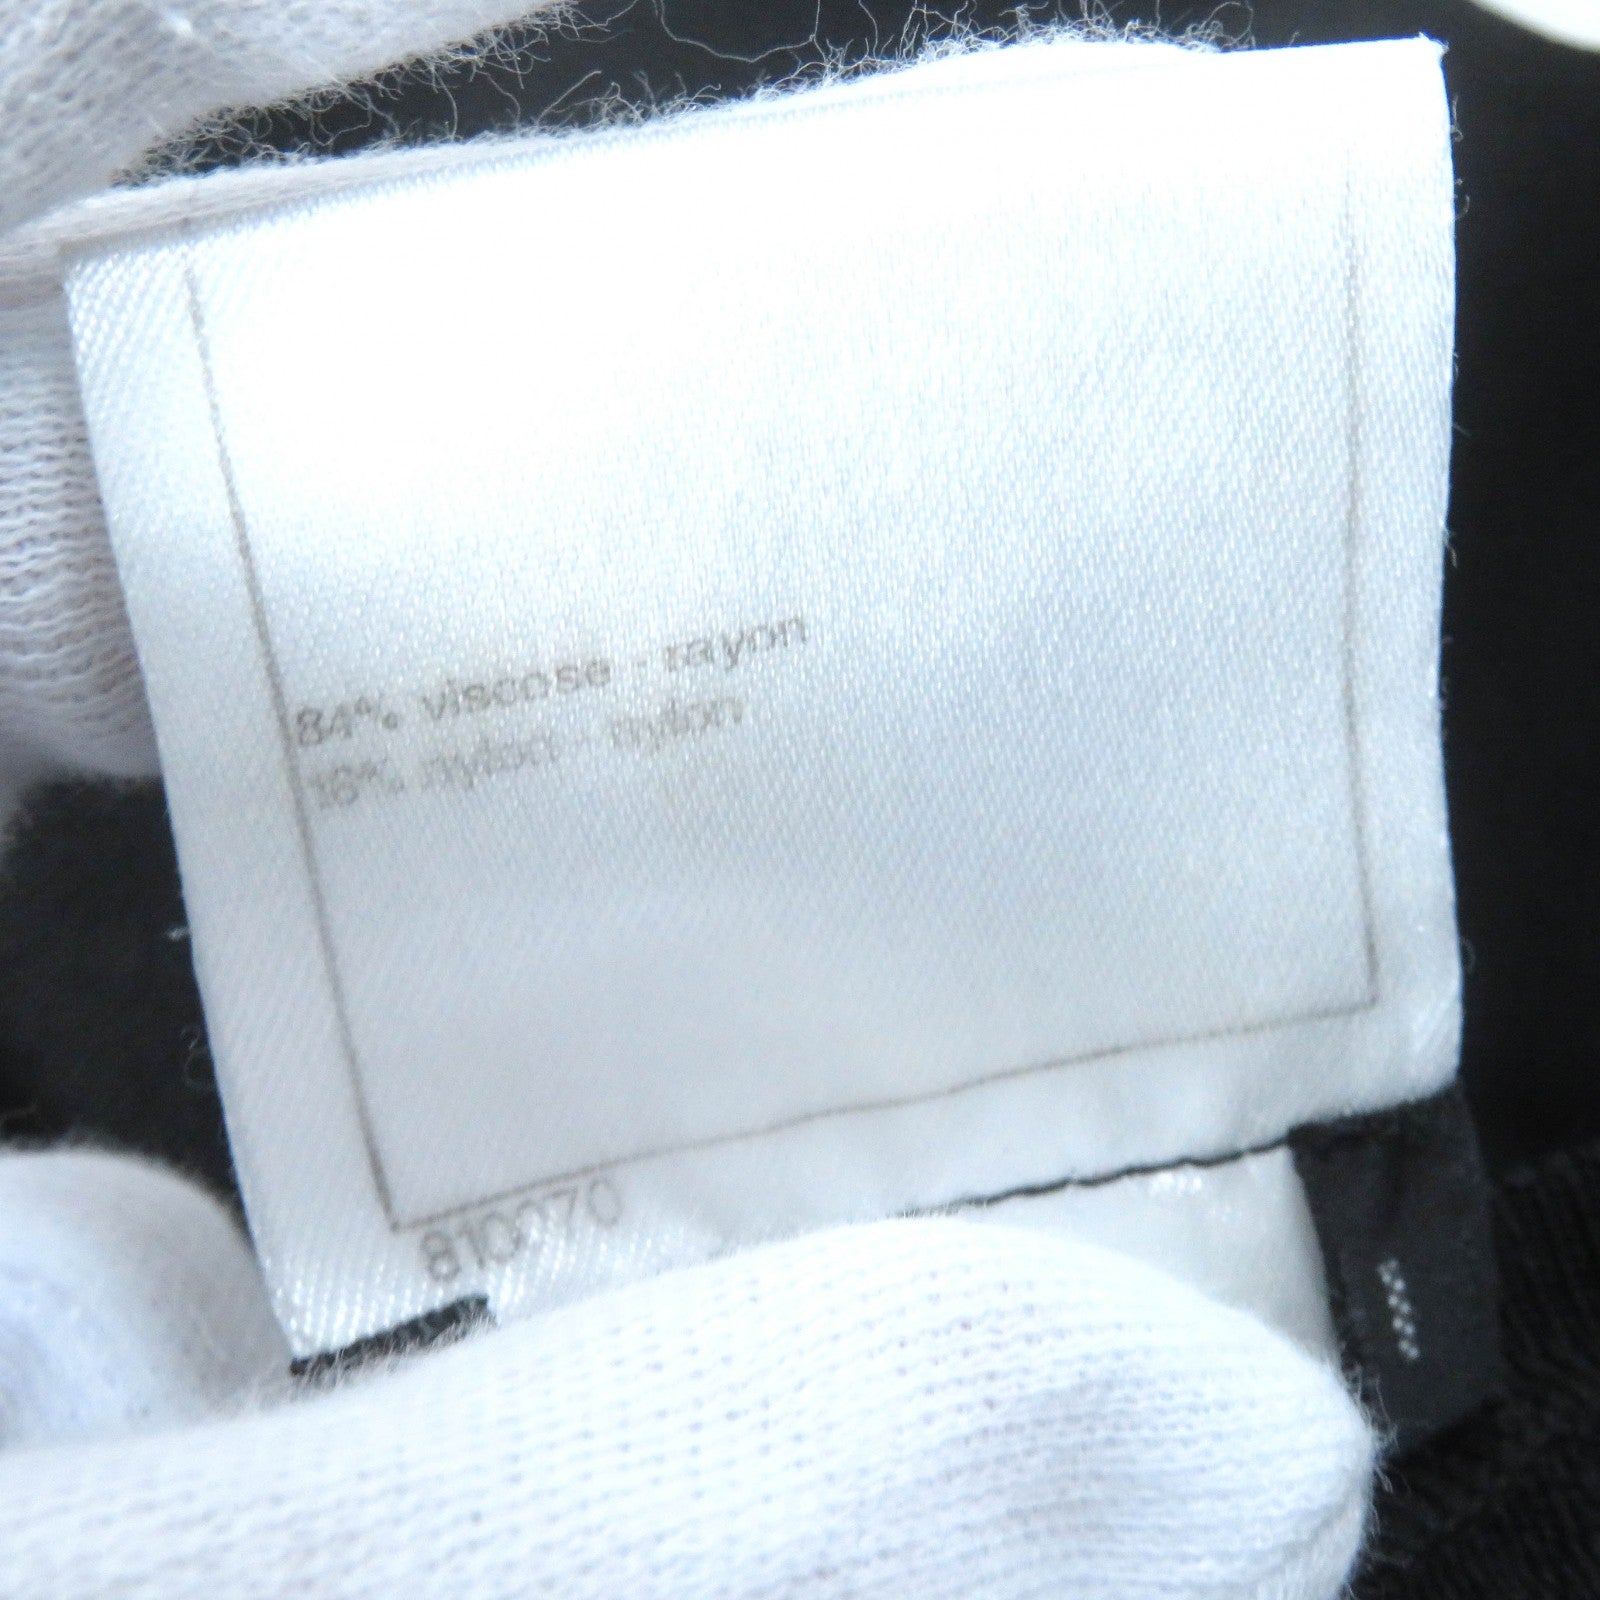 84% viscose - rayon
16% nylon - nylon
810070